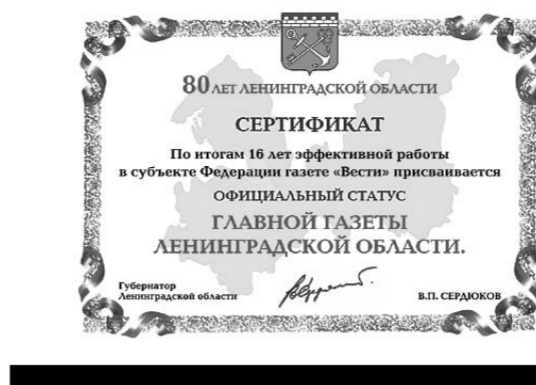 80 ЛЕТ ЛЕНИНГРАДСКОЙ ОБЛАСТИ
СЕРТИФИКАТ
По итогам 16 лет эффективной работы
в субъекте Федерации газете «Вести» присваивается
ОФИЦИАЛЬНЫЙ СТАТУС
ГЛАВНОЙ ГАЗЕТЫ
ЛЕНИНГРАДСКОЙ ОБЛАСТИ.
Губернатор
Ленинградской области
В.П. СЕРДЮКОВ